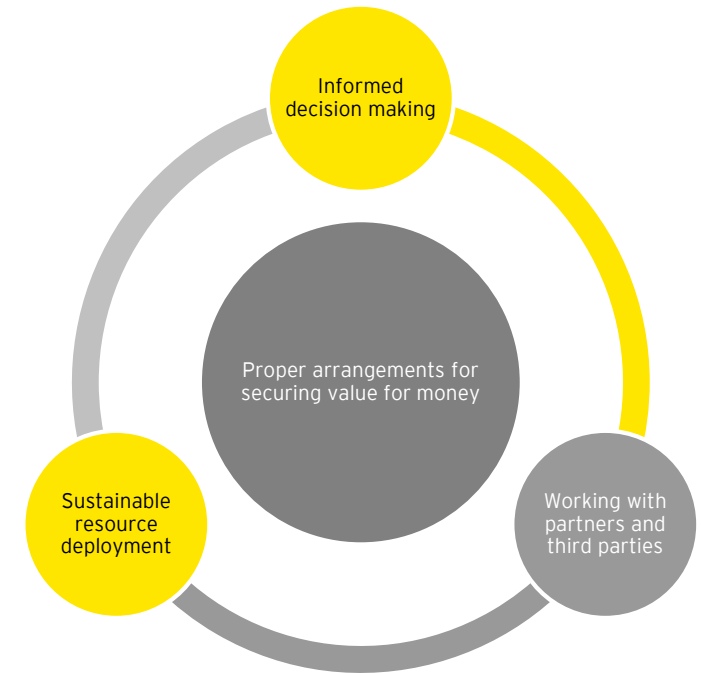 Informed
decision making
Proper arrangements for
securing value for money
Sustainable
resource
deployment
Working with
partners and
third parties